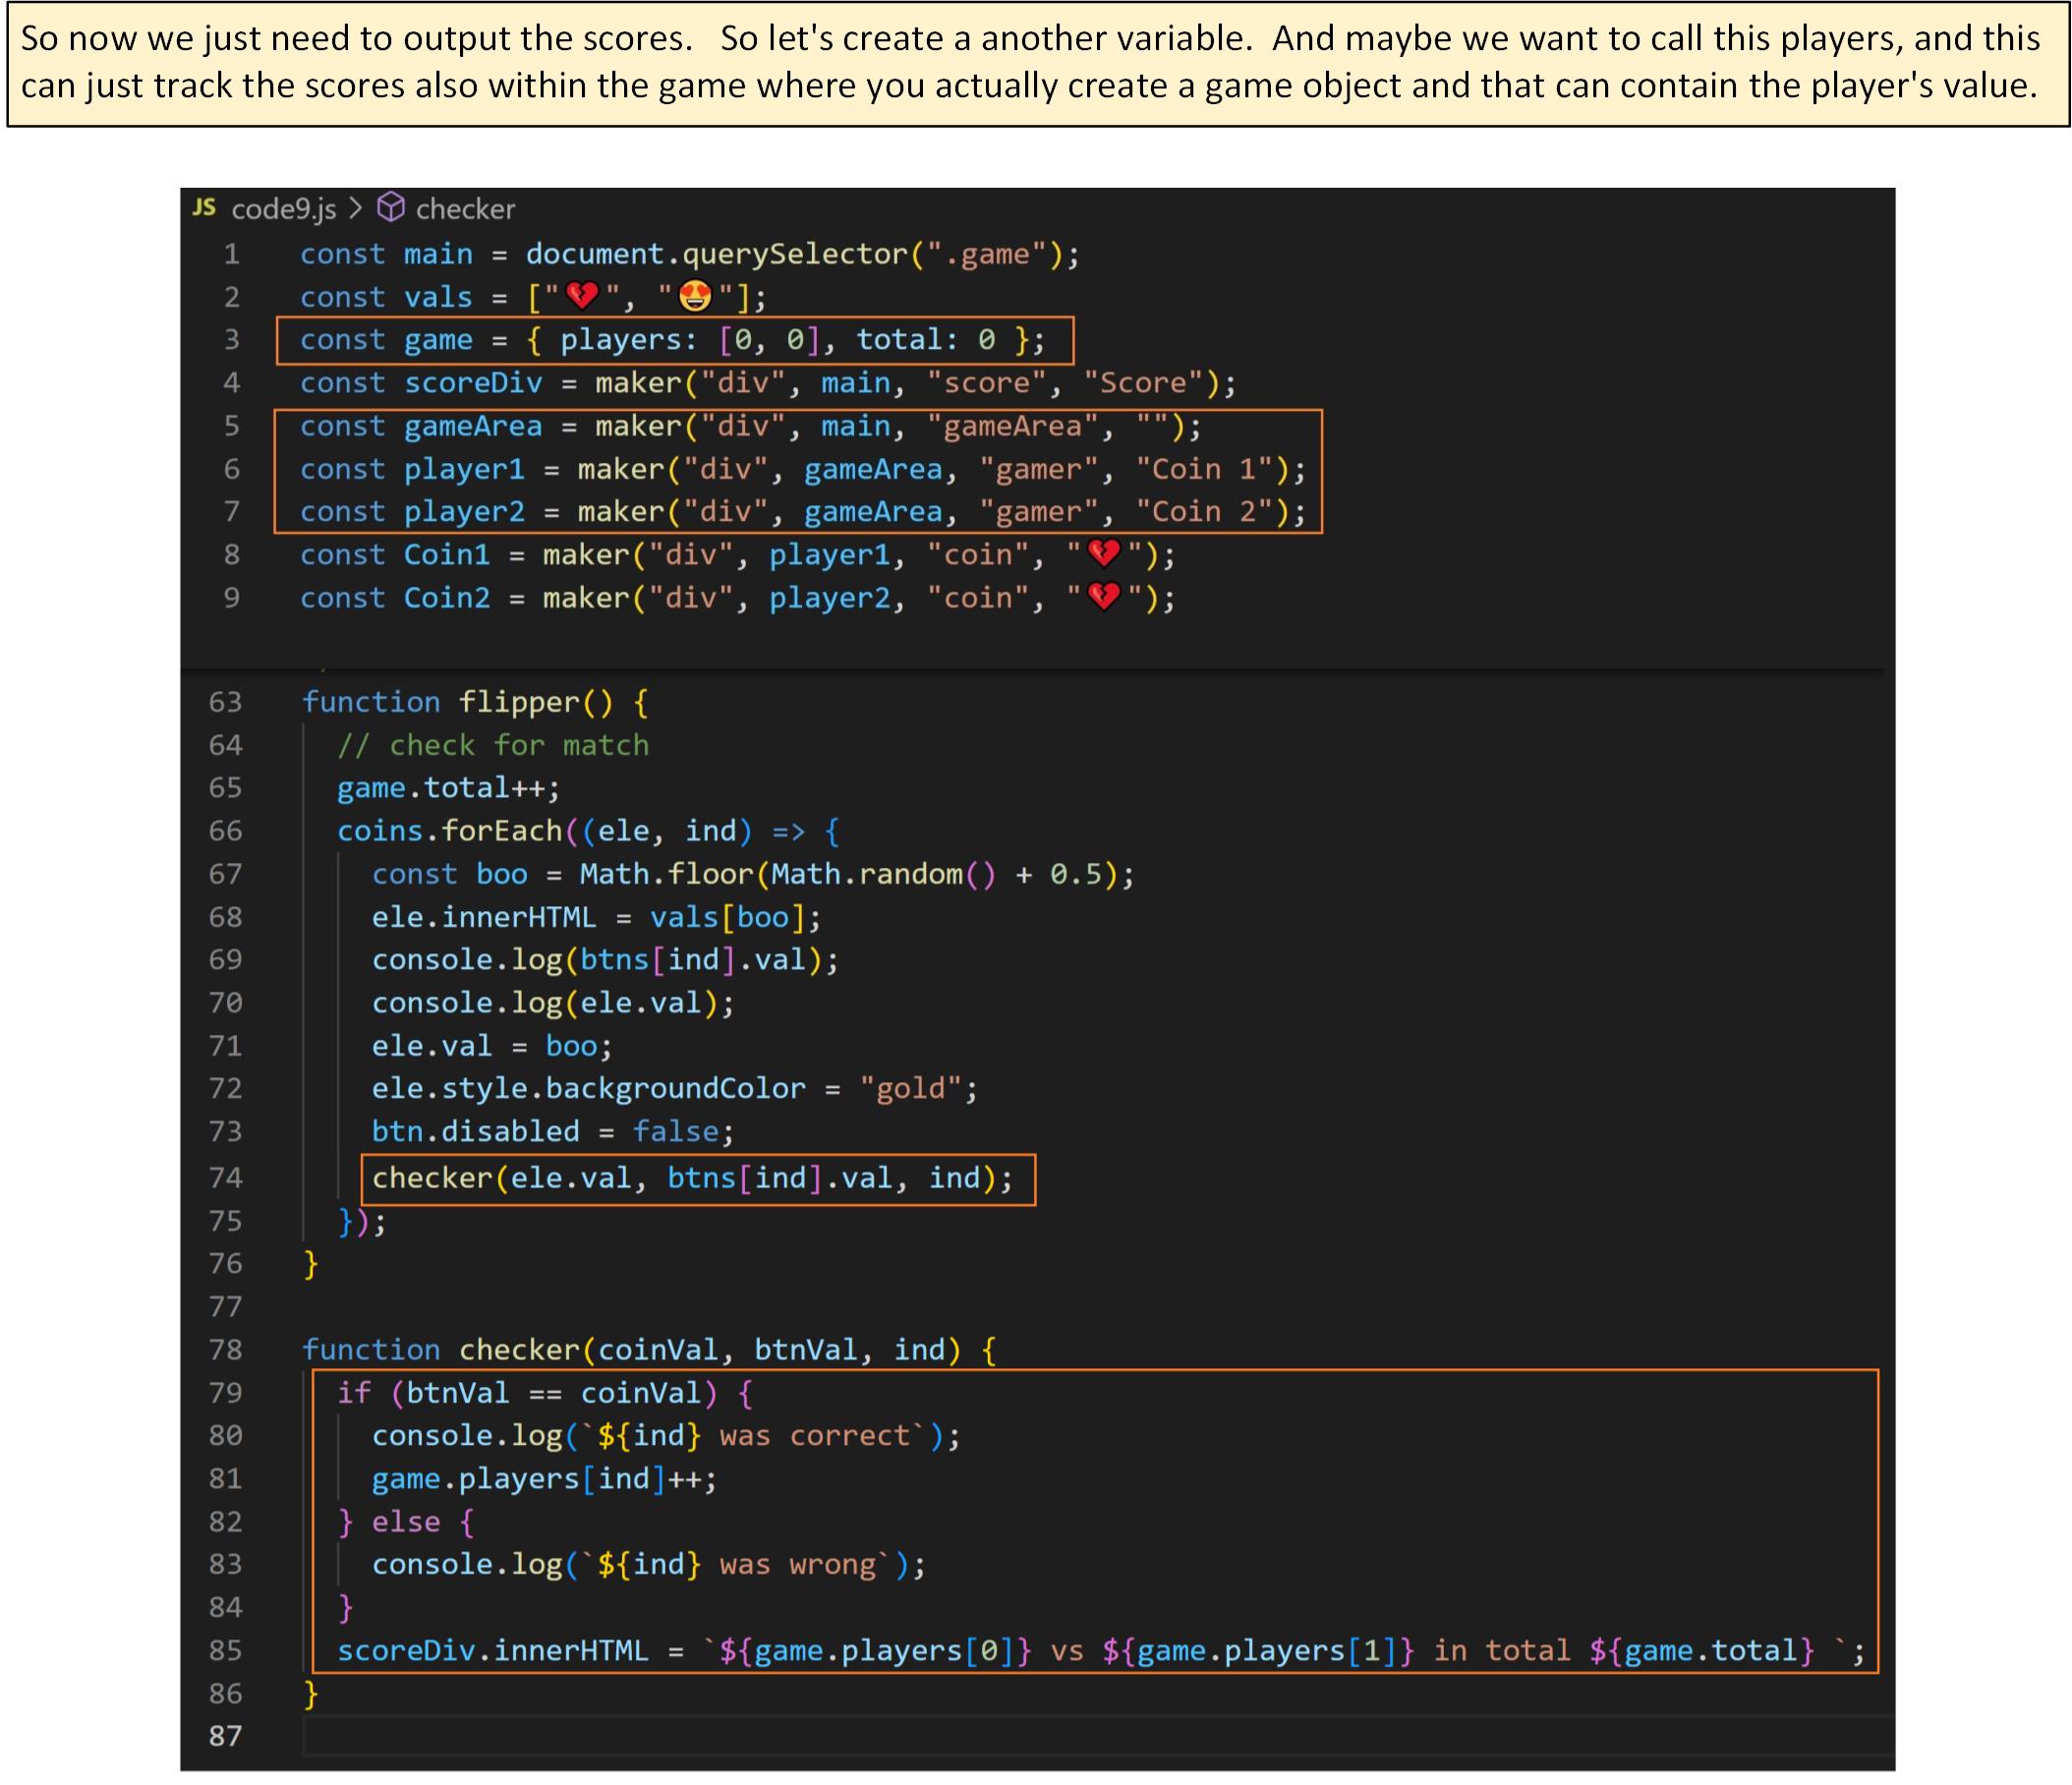 So now we just need to output the scores.   So let's create a another variable.  And maybe we want to call this players, and this
can just track the scores also within the game where you actually create a game object and that can contain the player's value.
JS code9.js > checker
1 const main = document.querySelector(".game");
2 const vals = ["💔", "😍"];
3 const game = { players: [0, 0], total: 0 };
4 const scoreDiv = maker("div", main, "score", "Score");
5 const gameArea = maker("div", main, "gameArea", "");
6 const player1 = maker("div", gameArea, "gamer", "Coin 1");
7 const player2 = maker("div", gameArea, "gamer", "Coin 2");
8 const Coin1 = maker("div", player1, "coin", "💔");
9 const Coin2 = maker("div", player2, "coin", "💔");
63 function flipper() {
64   // check for match
65   game.total++;
66   coins.forEach((ele, ind) => {
67     const boo = Math.floor(Math.random() + 0.5);
68     ele.innerHTML = vals[boo];
69     console.log(btns[ind].val);
70     console.log(ele.val);
71     ele.val = boo;
72     ele.style.backgroundColor = "gold";
73     btn.disabled = false;
74     checker(ele.val, btns[ind].val, ind);
75   });
76 }
77
78 function checker(coinVal, btnVal, ind) {
79   if (btnVal == coinVal) {
80     console.log(`${ind} was correct`);
81     game.players[ind]++;
82   } else {
83     console.log(`${ind} was wrong`);
84   }
85   scoreDiv.innerHTML = `${game.players[0]} vs ${game.players[1]} in total ${game.total} `;
86 }
87